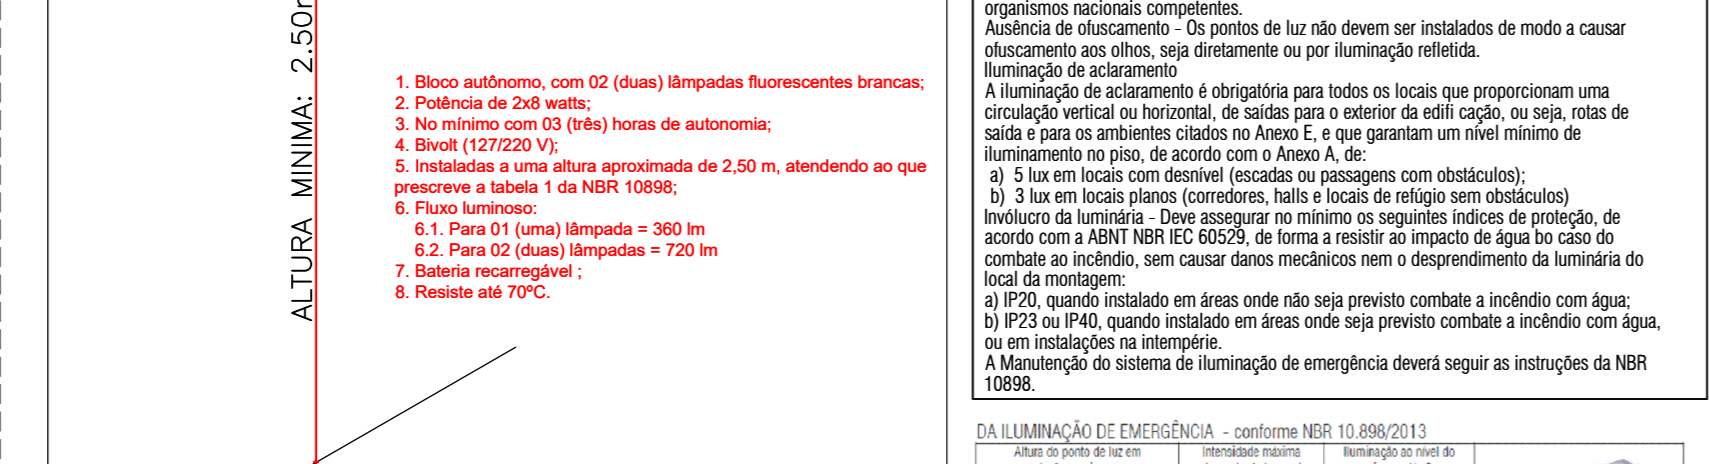 ALTURA MINIMA: 2.50
1. Bloco autônomo, com 02 (duas) lâmpadas fluorescentes brancas;
2. Potência de 2x8 watts;
3. No mínimo com 03 (três) horas de autonomia;
4. Bivolt (127/220 V);
5. Instaladas a uma altura aproximada de 2,50 m, atendendo ao que
prescreve a tabela 1 da NBR 10898;
6. Fluxo luminoso:
6.1. Para 01 (uma) lâmpada = 360 lm
6.2. Para 02 (duas) lâmpadas = 720 lm
7. Bateria recarregável ;
8. Resiste até 70ºC.
organismos nacionais competentes.
Ausência de ofuscamento - Os pontos de luz não devem ser instalados de modo a causar
ofuscamento aos olhos, seja diretamente ou por iluminação refletida.
Iluminação de aclaramento
A iluminação de aclaramento é obrigatória para todos os locais que proporcionam uma
circulação vertical ou horizontal, de saídas para o exterior da edifi cação, ou seja, rotas de
saída e para os ambientes citados no Anexo E, e que garantam um nível mínimo de
iluminamento no piso, de acordo com o Anexo A, de:
a) 5 lux em locais com desnível (escadas ou passagens com obstáculos);
b) 3 lux em locais planos (corredores, halls e locais de refúgio sem obstáculos)
Invólucro da luminária - Deve assegurar no mínimo os seguintes índices de proteção, de
acordo com a ABNT NBR IEC 60529, de forma a resistir ao impacto de água bo caso do
combate ao incêndio, sem causar danos mecânicos nem o desprendimento da luminária do
local da montagem:
a) IP20, quando instalado em áreas onde não seja previsto combate a incêndio com água;
b) IP23 ou IP40, quando instalado em áreas onde seja previsto combate a incêndio com água,
ou em instalações na intempérie.
A Manutenção do sistema de iluminação de emergência deverá seguir as instruções da NBR
10898.
DA ILUMINAÇÃO DE EMERGÊNCIA - conforme NBR 10.898/2013
Altura do ponto de luz em
Intensidade máxima
Iluminação ao nível do